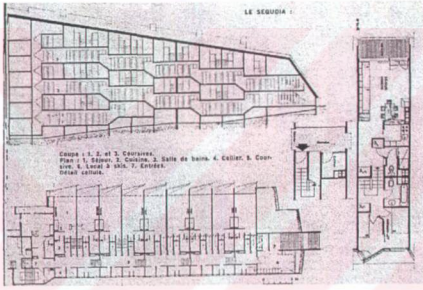 LE SEQUOIA :
Coupe : 1, 2, et 3. Coursives.
Plan : 1. Séjour. 2. Cuisine. 3. Salle de bains. 4. Cellier. 5. Cour-
sive. 6. Local à skis. 7. Entrées.
Détail cellule.